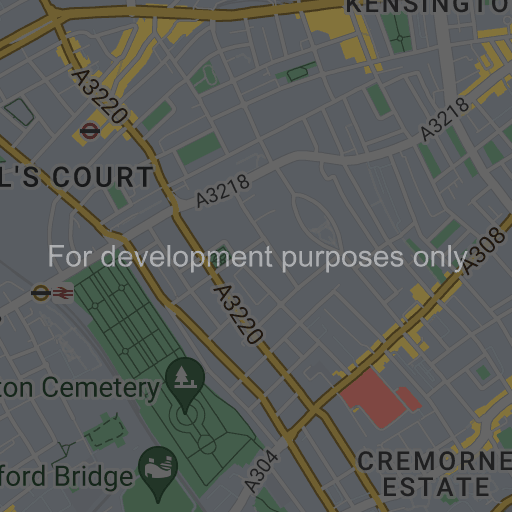 KENSINGTO
A3220
A3218
L'S COURT
A3218
For development purposes only
A308
A3220
ton Cemetery
ford Bridge
A304
CREMORNE
ESTATE